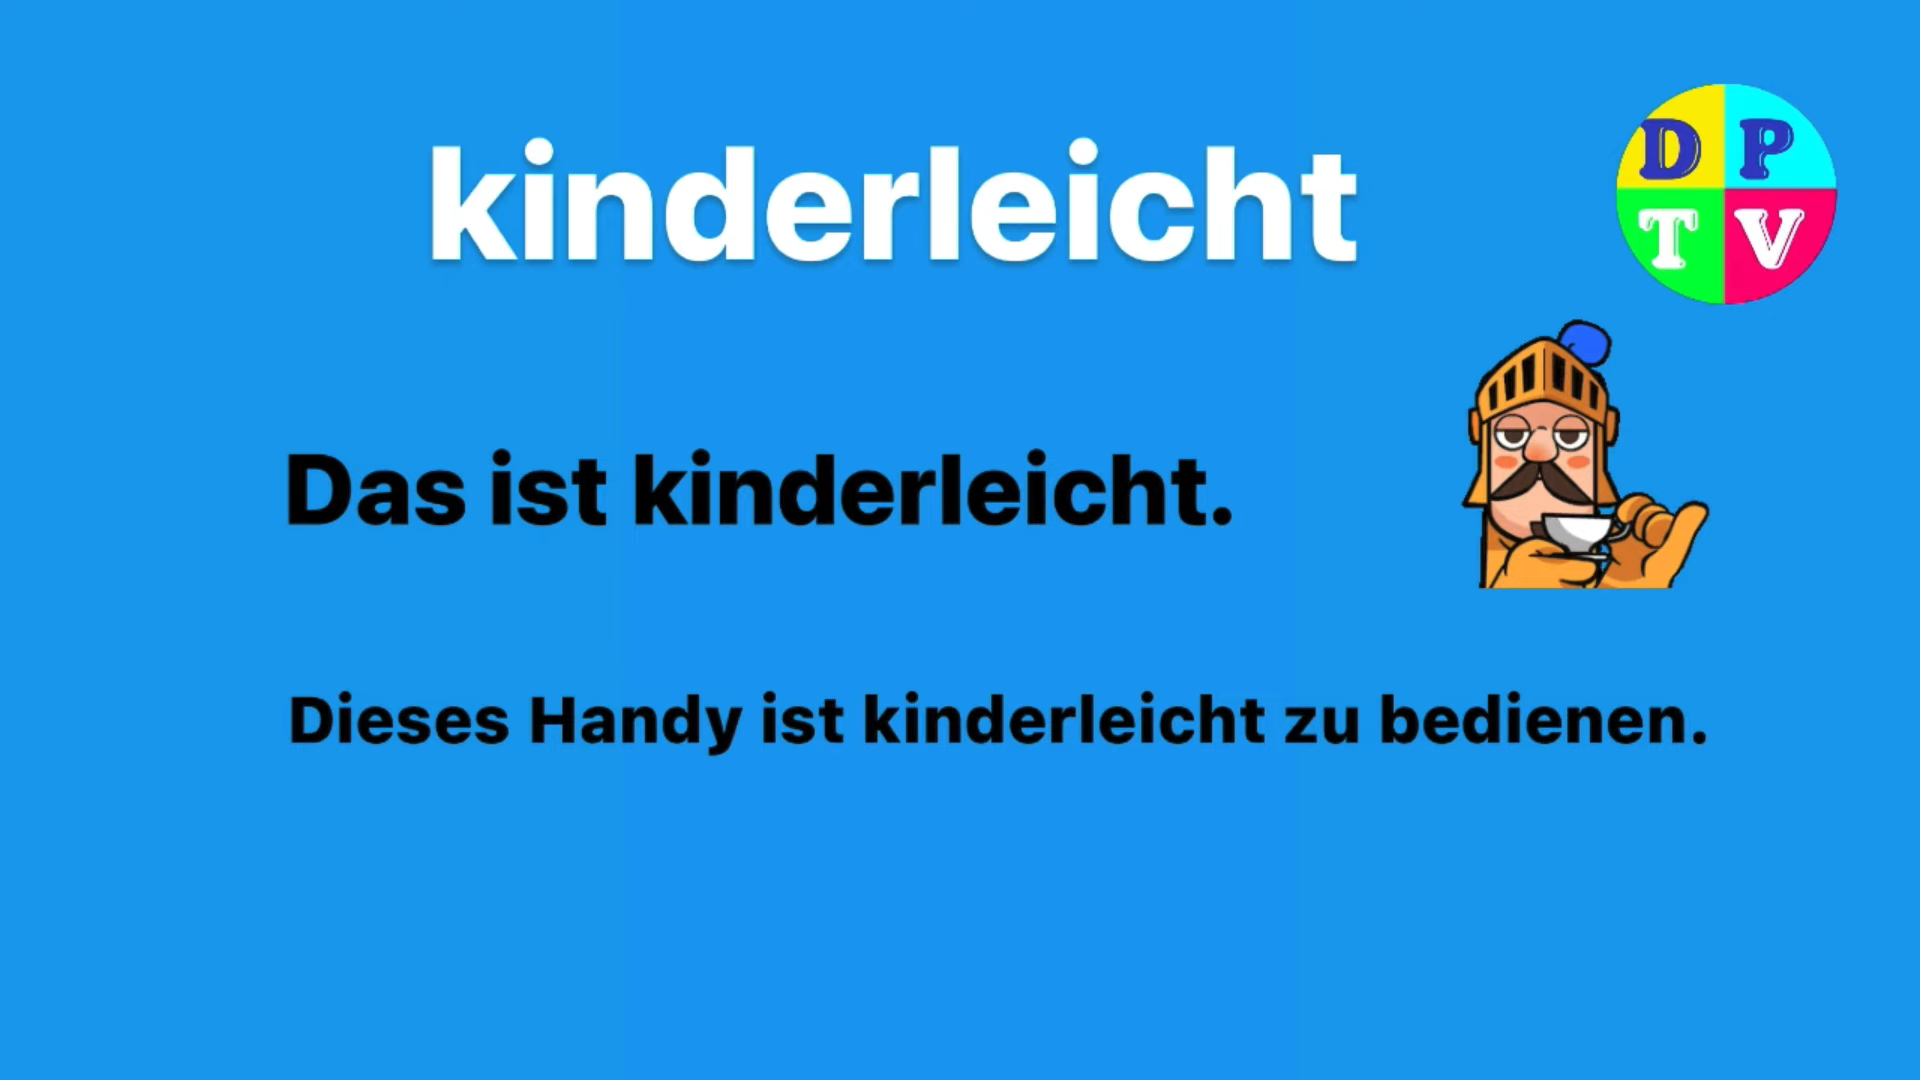 kinderleicht
D P
T V
Das ist kinderleicht.
Dieses Handy ist kinderleicht zu bedienen.